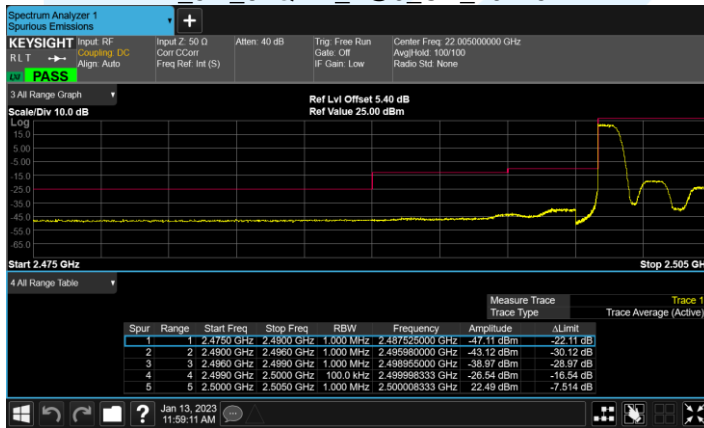 Spectrum Analyzer 1
Spurious Emissions
KEYSIGHT Input: RF Input Z: 50 Ω Atten: 40 dB Trig: Free Run Center Freq: 22.005000000 GHz
RLT Coupling: DC Corr CCorr Gate: Off Avg|Hold: 100/100
Align: Auto Freq Ref: Int (S) IF Gain: Low Radio Std: None
PASS
3 All Range Graph
Ref Lvl Offset 5.40 dB
Scale/Div 10.0 dB Ref Value 25.00 dBm
Log
15.0
5.00
-5.00
-15.0
-25.0
-35.0
-45.0
-55.0
-65.0
Start 2.475 GHz Stop 2.505 GH
4 All Range Table
Measure Trace Trace 1
Trace Type Trace Average (Active)
Spur Range Start Freq Stop Freq RBW Frequency Amplitude ΔLimit
1 1 2.4750 GHz 2.4900 GHz 1.000 MHz 2.487525000 GHz -47.11 dBm -22.11 dB
2 2 2.4900 GHz 2.4960 GHz 1.000 MHz 2.495980000 GHz -43.12 dBm -30.12 dB
3 3 2.4960 GHz 2.4990 GHz 1.000 MHz 2.498955000 GHz -38.97 dBm -28.97 dB
4 4 2.4990 GHz 2.5000 GHz 100.0 kHz 2.499998333 GHz -26.54 dBm -16.54 dB
5 5 2.5000 GHz 2.5050 GHz 1.000 MHz 2.500008333 GHz 22.49 dBm -7.514 dB
Jan 13, 2023
11:59:11 AM